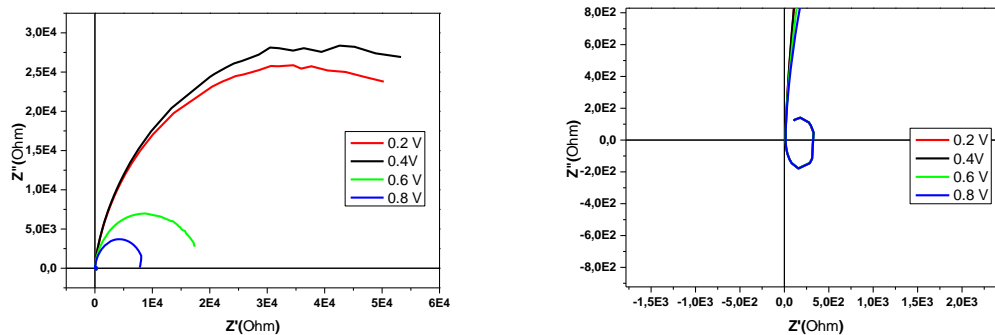 3,0E4
2,5E4
2,0E4
1,5E4
1,0E4
5,0E3
0,0
Z''(Ohm)
0
1E4
2E4
3E4
4E4
5E4
6E4
Z'(Ohm)
0.2 V
0.4V
0.6 V
0.8 V
8,0E2
6,0E2
4,0E2
2,0E2
0,0
-2,0E2
-4,0E2
-6,0E2
-8,0E2
Z''(Ohm)
-1,5E3
-1,0E3
-5,0E2
0,0
5,0E2
1,0E3
1,5E3
2,0E3
Z'(Ohm)
0.2 V
0.4V
0.6 V
0.8 V